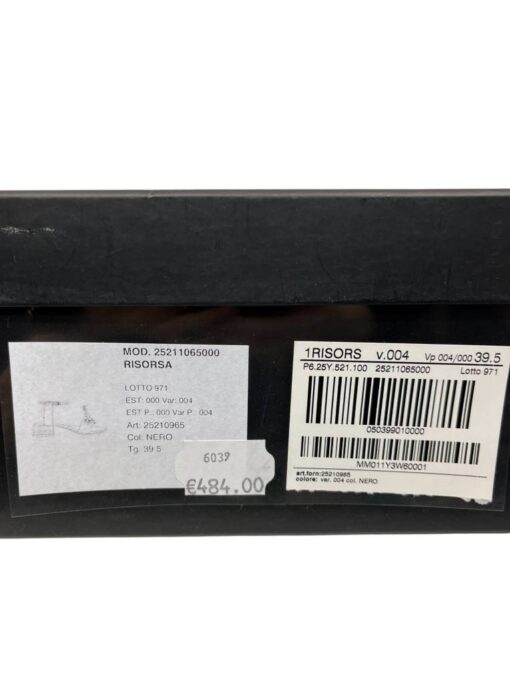 MOD. 25211065000
RISORSA
LOTTO 971
EST: 000 Var: 004
EST P.: 000 Var P.: 004
Art: 25210965
Col: NERO
Tg: 39.5
6037
€484.00
1RISORS v.004 Vp 004/000 39.5
P6.25Y.521.100 25211065000 Lotto 971
050399010000
MM011Y3W60001
art.forn:25210965
colore: var. 004 col. NERO